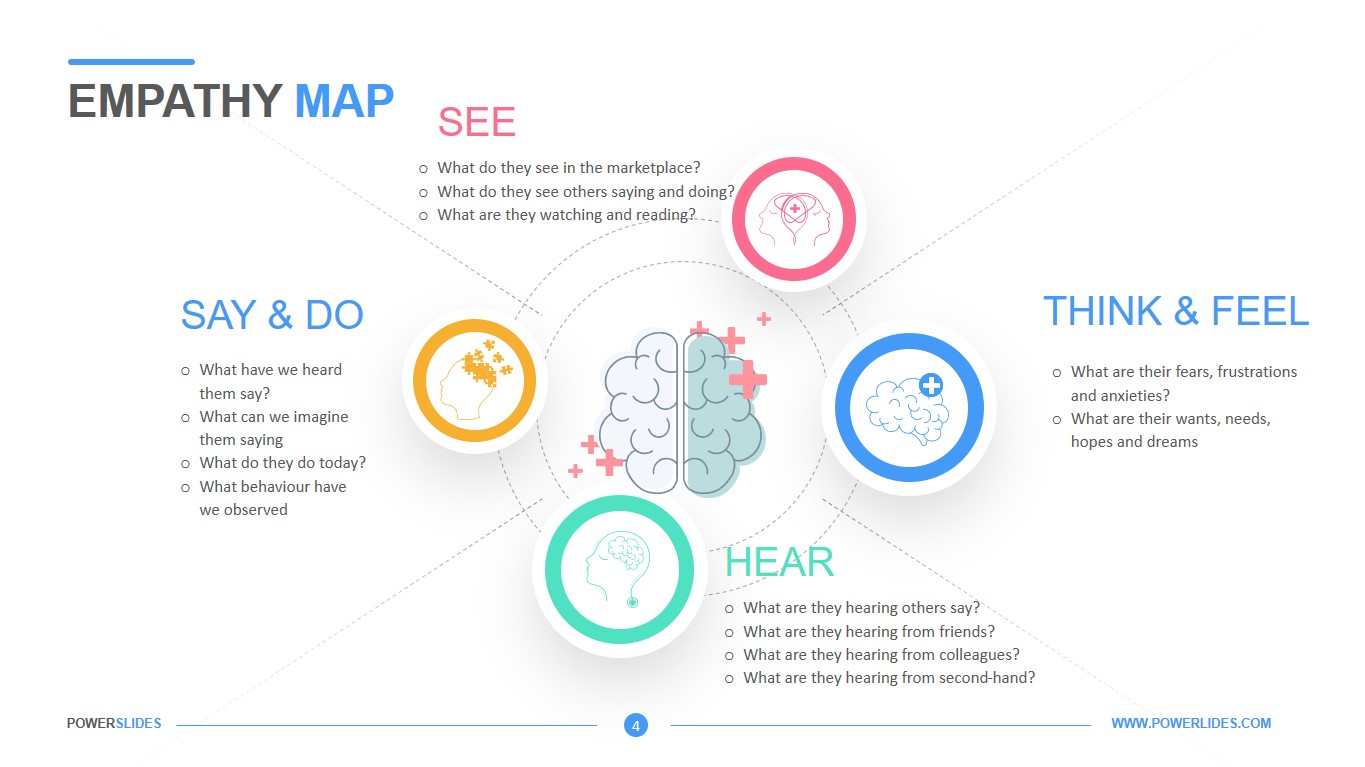 EMPATHY MAP
SEE
o What do they see in the marketplace?
o What do they see others saying and doing?
o What are they watching and reading?
SAY & DO
o What have we heard
them say?
o What can we imagine
them saying
o What do they do today?
o What behaviour have
we observed
THINK & FEEL
o What are their fears, frustrations
and anxieties?
o What are their wants, needs,
hopes and dreams
HEAR
o What are they hearing others say?
o What are they hearing from friends?
o What are they hearing from colleagues?
o What are they hearing from second-hand?
POWERSLIDES
4
WWW.POWERLIDES.COM